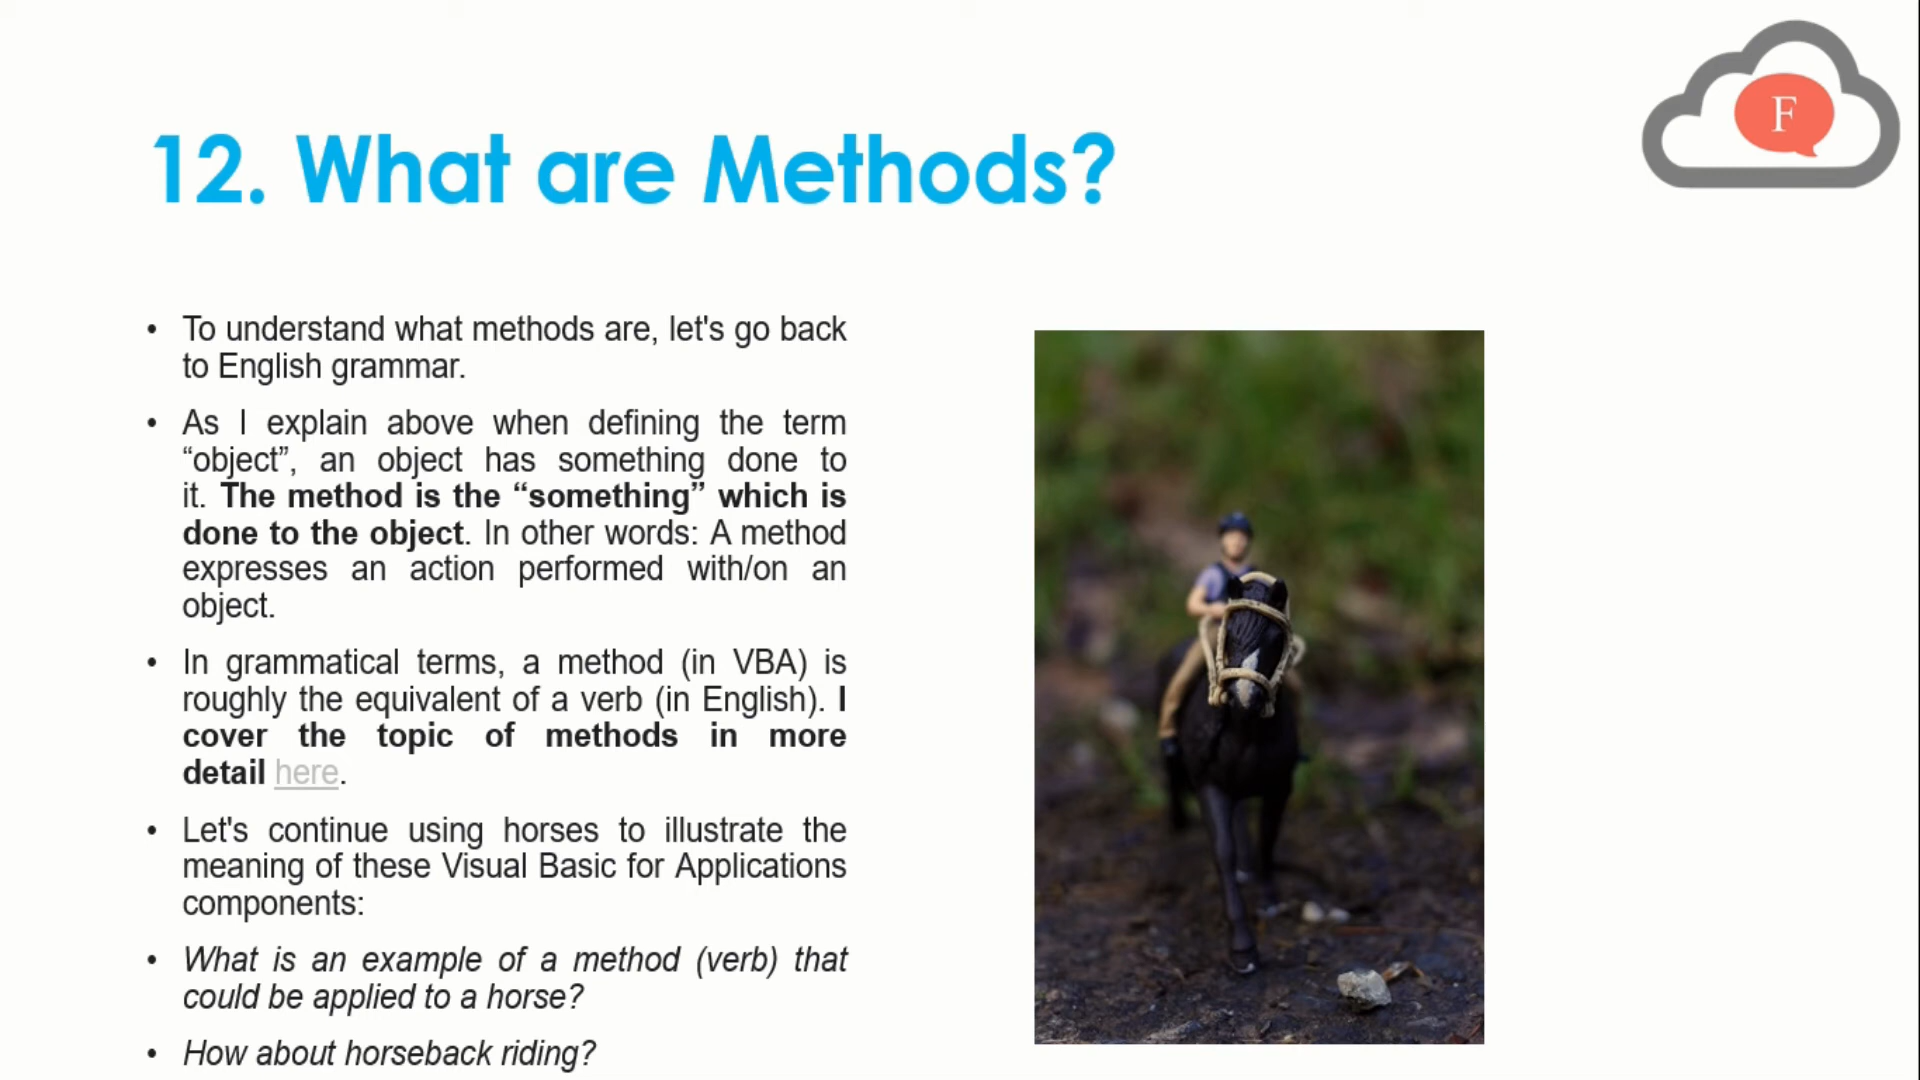 F
12. What are Methods?
• To understand what methods are, let's go back
to English grammar.
• As I explain above when defining the term
“object”, an object has something done to
it. The method is the “something” which is
done to the object. In other words: A method
expresses an action performed with/on an
object.
• In grammatical terms, a method (in VBA) is
roughly the equivalent of a verb (in English). I
cover the topic of methods in more
detail here.
• Let's continue using horses to illustrate the
meaning of these Visual Basic for Applications
components:
• What is an example of a method (verb) that
could be applied to a horse?
• How about horseback riding?